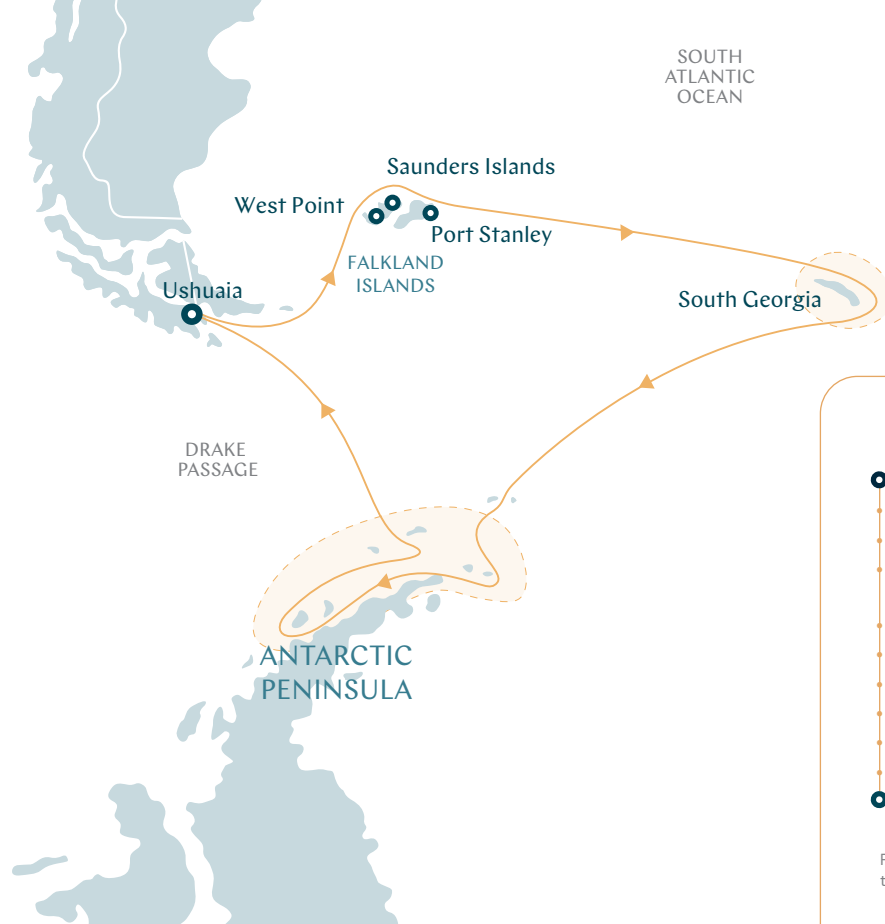 SOUTH
ATLANTIC
OCEAN
Saunders Islands
West Point
Port Stanley
FALKLAND
ISLANDS
Ushuaia
South Georgia
DRAKE
PASSAGE
ANTARCTIC
PENINSULA